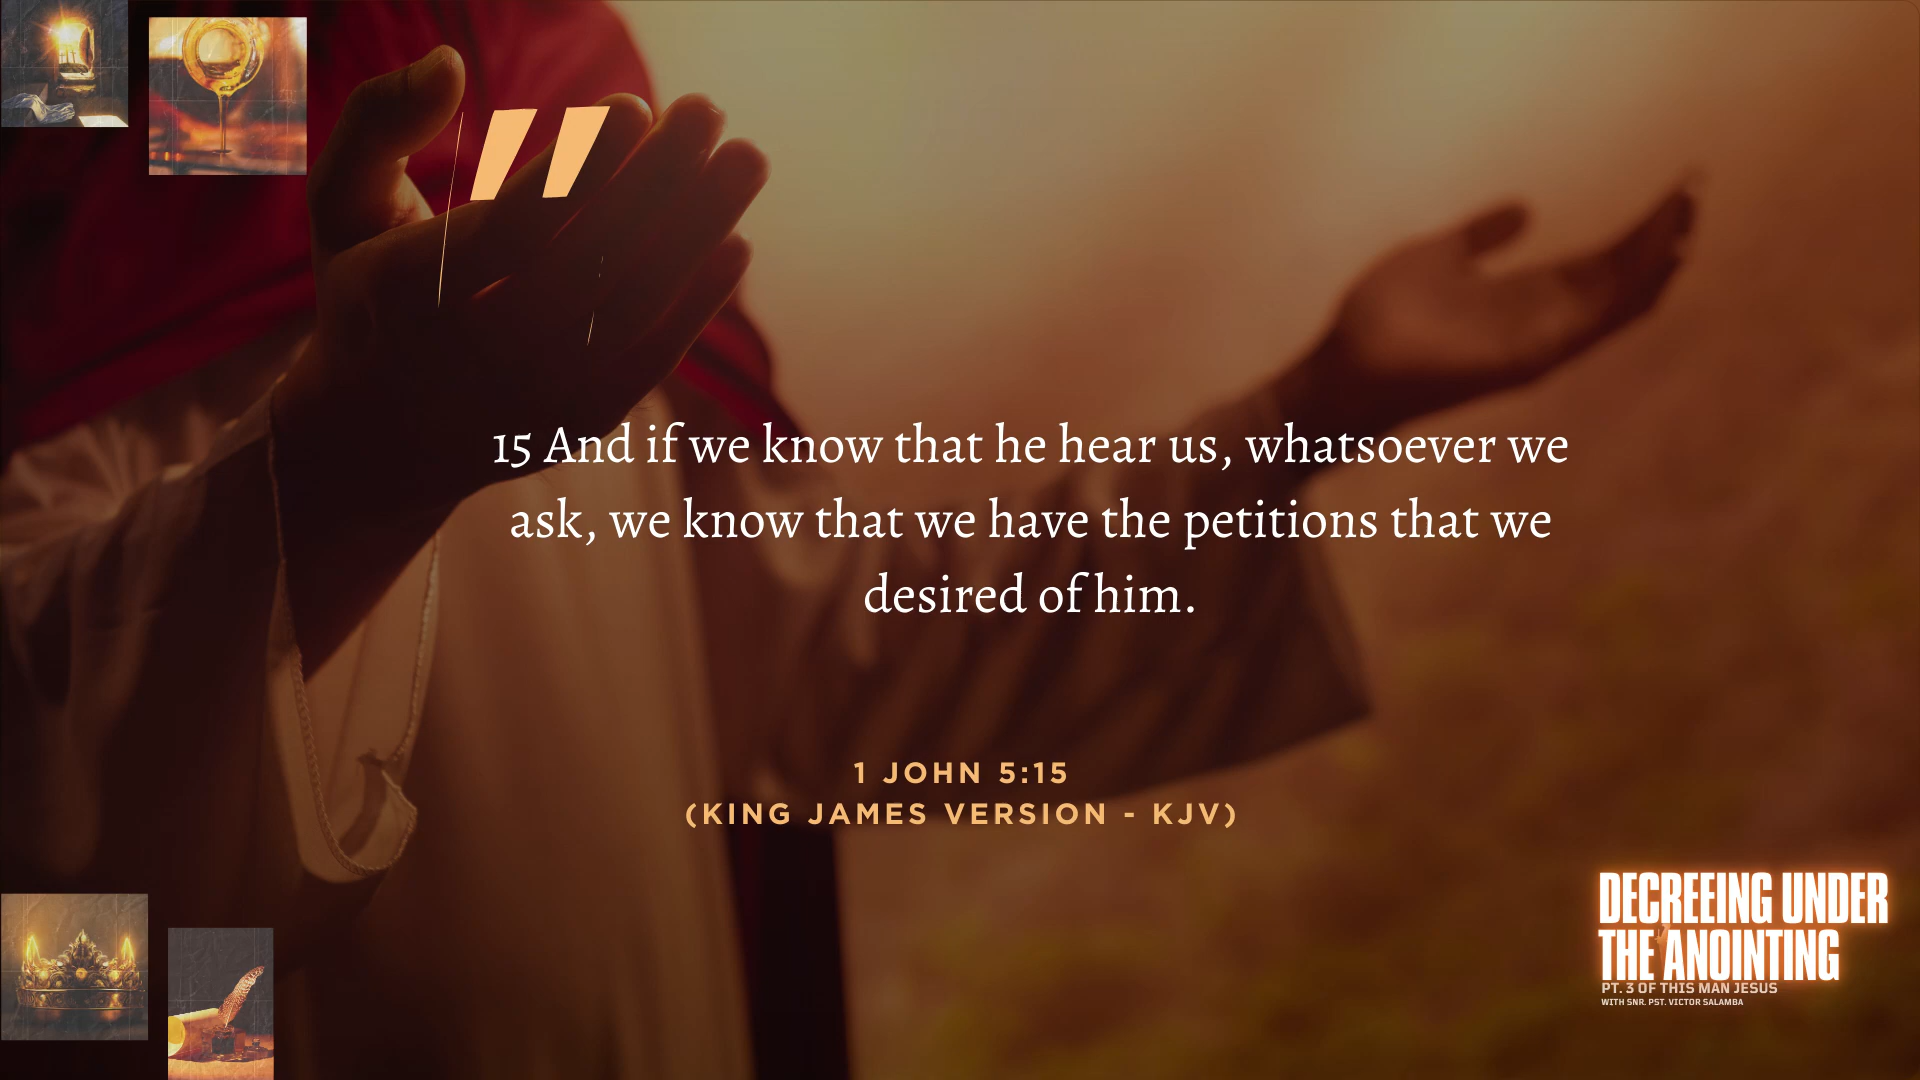 "
15 And if we know that he hear us, whatsoever we
ask, we know that we have the petitions that we
desired of him.
1 JOHN 5:15
(KING JAMES VERSION - KJV)
DECREEING UNDER
THE ANOINTING
PT. 3 OF THIS MAN JESUS
WITH SNR. PST. VICTOR SALAMBA